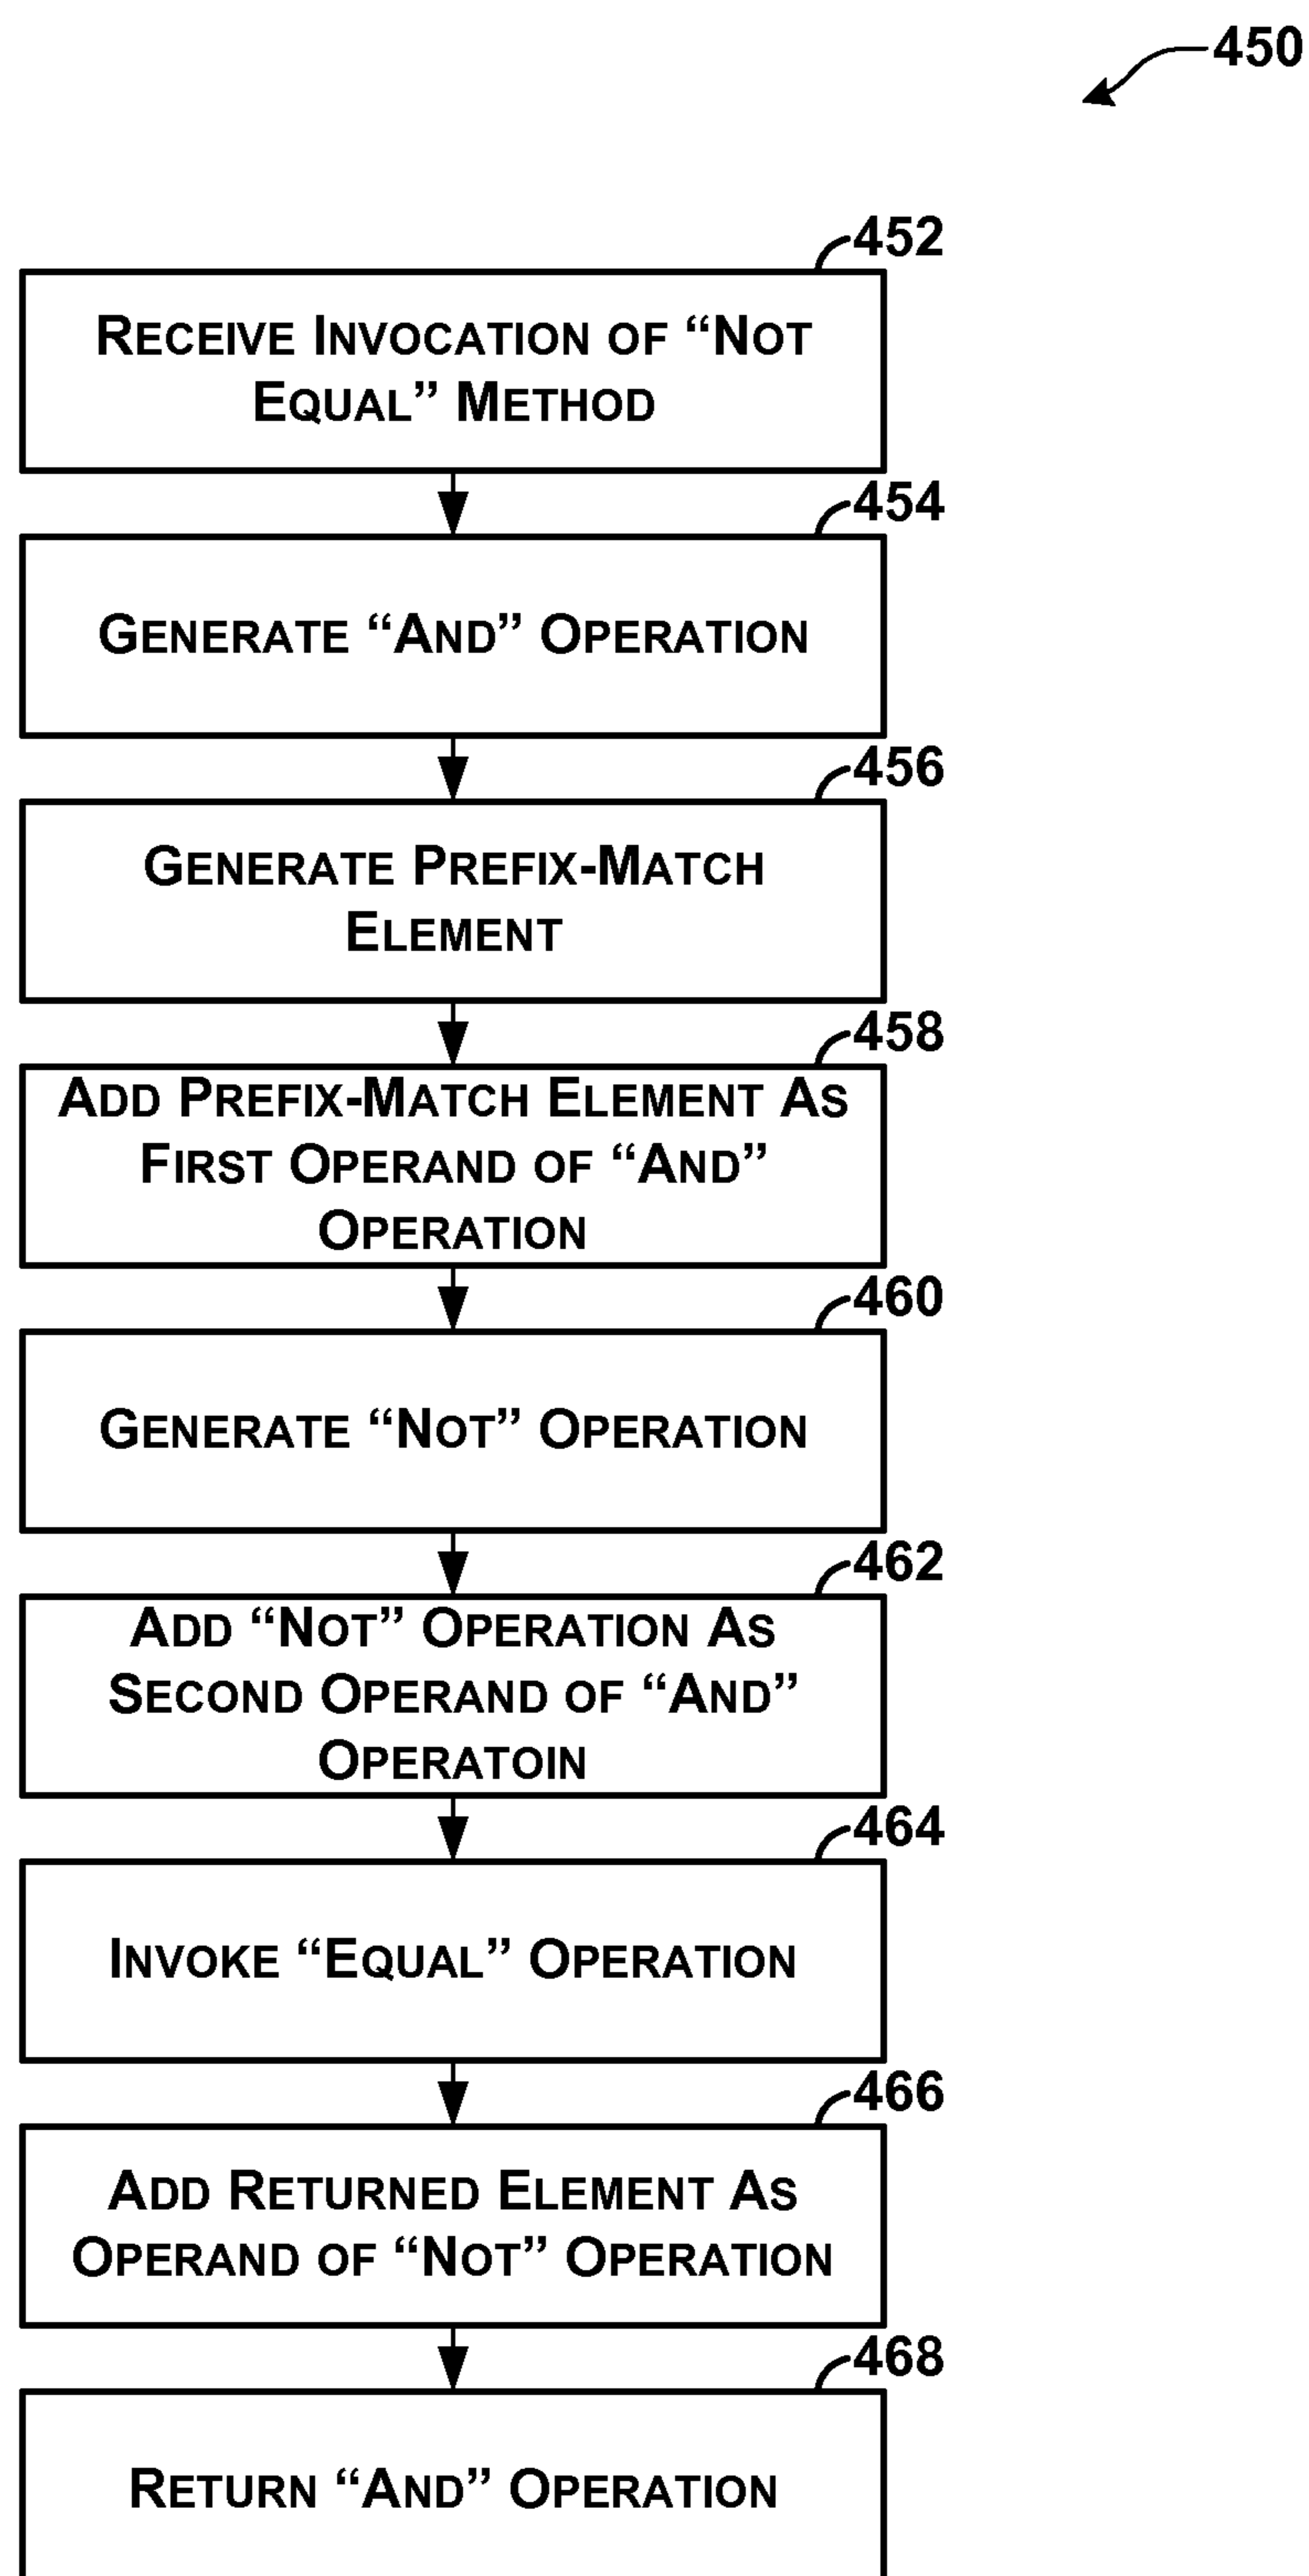 450
452
RECEIVE INVOCATION OF “NOT
EQUAL” METHOD
454
GENERATE “AND” OPERATION
456
GENERATE PREFIX-MATCH
ELEMENT
458
ADD PREFIX-MATCH ELEMENT AS
FIRST OPERAND OF “AND”
OPERATION
460
GENERATE “NOT” OPERATION
462
ADD “NOT” OPERATION AS
SECOND OPERAND OF “AND”
OPERATOIN
464
INVOKE “EQUAL” OPERATION
466
ADD RETURNED ELEMENT AS
OPERAND OF “NOT” OPERATION
468
RETURN “AND” OPERATION